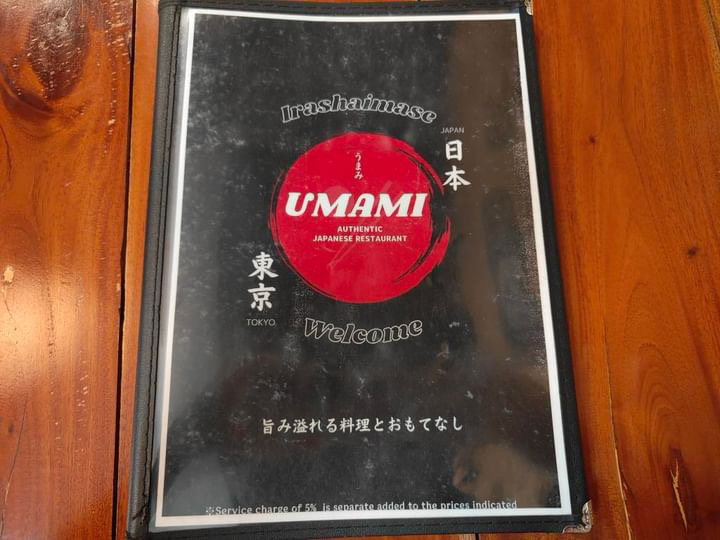 Irashaimase
JAPAN
日本
うまみ
UMAMI
AUTHENTIC
JAPANESE RESTAURANT
東京
TOKYO
Welcome
旨み溢れる料理とおもてなし
※Service charge of 5% is separate added to the prices indicated